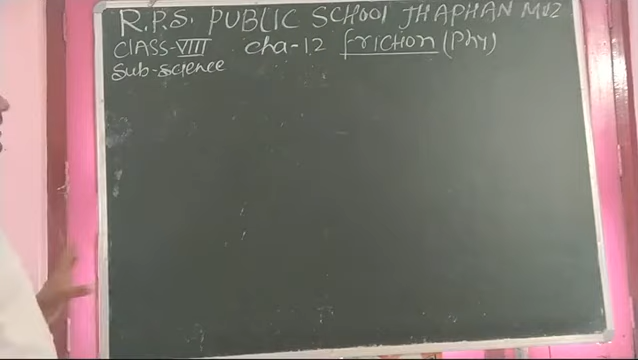 R.P.S. PUBLIC SCHOOL JHAPHAN MUZ
CLASS-VIII cha-12 FRICTION (Phy)
Sub-science